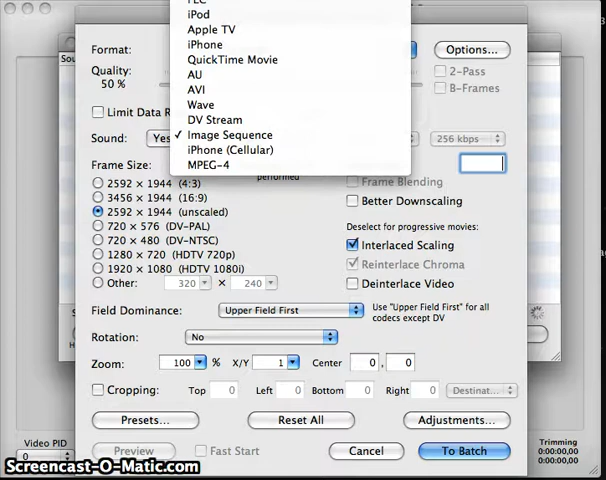 FLC
iPod
Apple TV
iPhone
QuickTime Movie
AU
AVI
Wave
DV Stream
✓ Image Sequence
iPhone (Cellular)
MPEG-4
Format:
Options...
Quality:
50 %
2-Pass
B-Frames
Limit Data R
Sound: Yes
256 kbps
performed
Frame Size:
2592 × 1944 (4:3)
3456 × 1944 (16:9)
2592 × 1944 (unscaled)
720 × 576 (DV-PAL)
720 × 480 (DV-NTSC)
1280 × 720 (HDTV 720p)
1920 × 1080 (HDTV 1080i)
Other: 320 × 240
Frame Blending
Better Downscaling
Deselect for progressive movies:
Interlaced Scaling
Reinterlace Chroma
Deinterlace Video
Field Dominance: Upper Field First
Use "Upper Field First" for all
codecs except DV
Rotation: No
Zoom: 100 % X/Y 1 Center 0 , 0
Cropping: Top 0 Left 0 Bottom 0 Right 0 Destinat...
Presets... Reset All Adjustments...
Preview Fast Start Cancel To Batch
Sou
S
H
Video PID
0
Trimming
0:00:00,00
0:00:00,00
Screencast-O-Matic.com